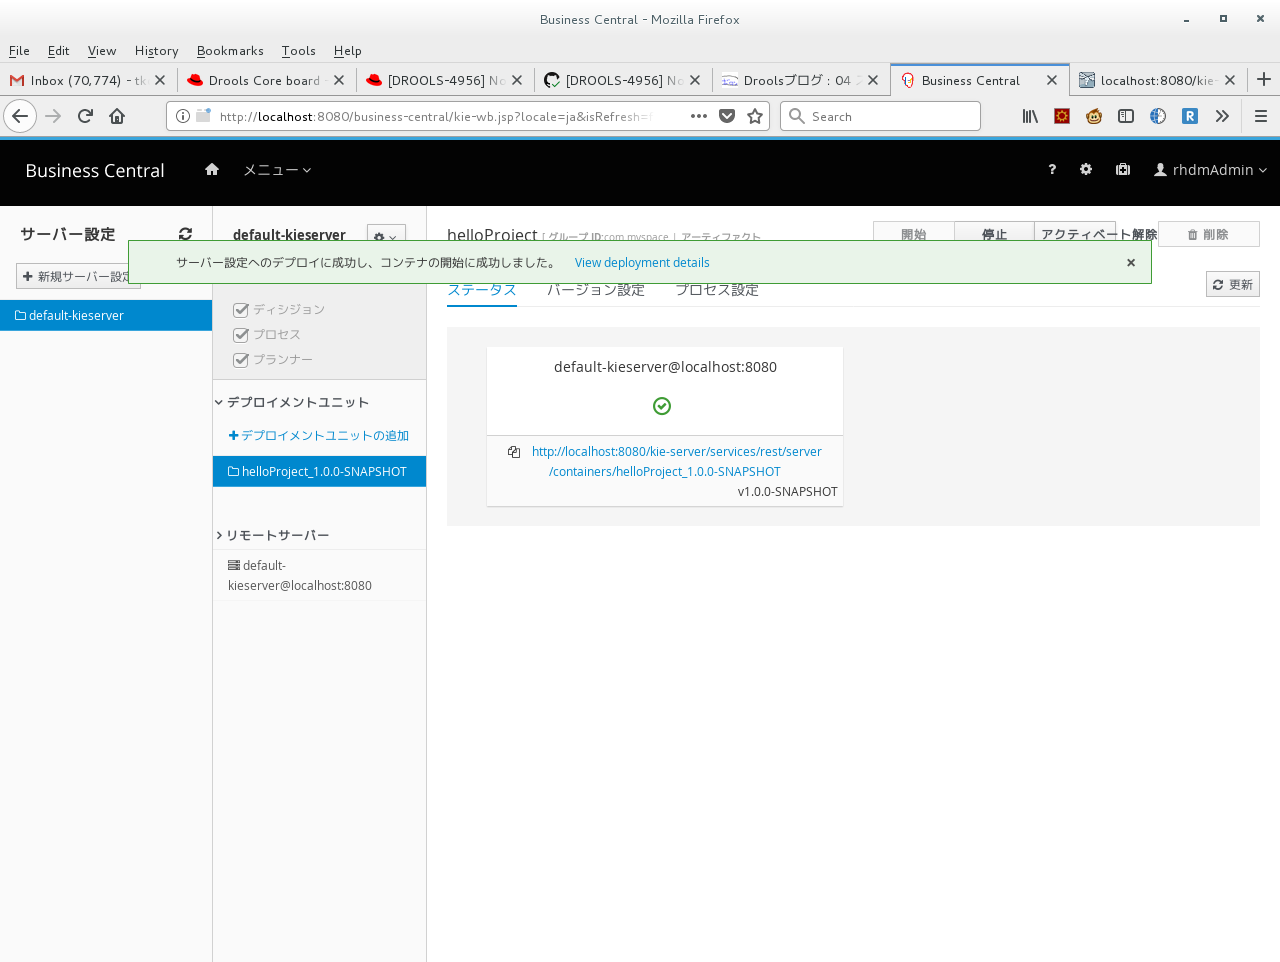 Business Central - Mozilla Firefox
File Edit View History Bookmarks Tools Help
Inbox (70,774) - tk
Drools Core board -
[DROOLS-4956] No
[DROOLS-4956] No
Droolsブログ : 04
Business Central
localhost:8080/kie-
http://localhost:8080/business-central/kie-wb.jsp?locale=ja&isRefresh=
Search
Business Central
メニュー
rhdmAdmin
サーバー設定
新規サーバー設定
default-kieserver
default-kieserver
ディシジョン
プロセス
プランナー
デプロイメントユニット
デプロイメントユニットの追加
helloProject_1.0.0-SNAPSHOT
リモートサーバー
default-
kieserver@localhost:8080
helloProject [ グループ ID:com.myspace | アーティファクト
開始 停止 アクティベート解除 削除
サーバー設定へのデプロイに成功し、コンテナの開始に成功しました。 View deployment details
ステータス バージョン設定 プロセス設定
更新
default-kieserver@localhost:8080
http://localhost:8080/kie-server/services/rest/server
/containers/helloProject_1.0.0-SNAPSHOT
v1.0.0-SNAPSHOT